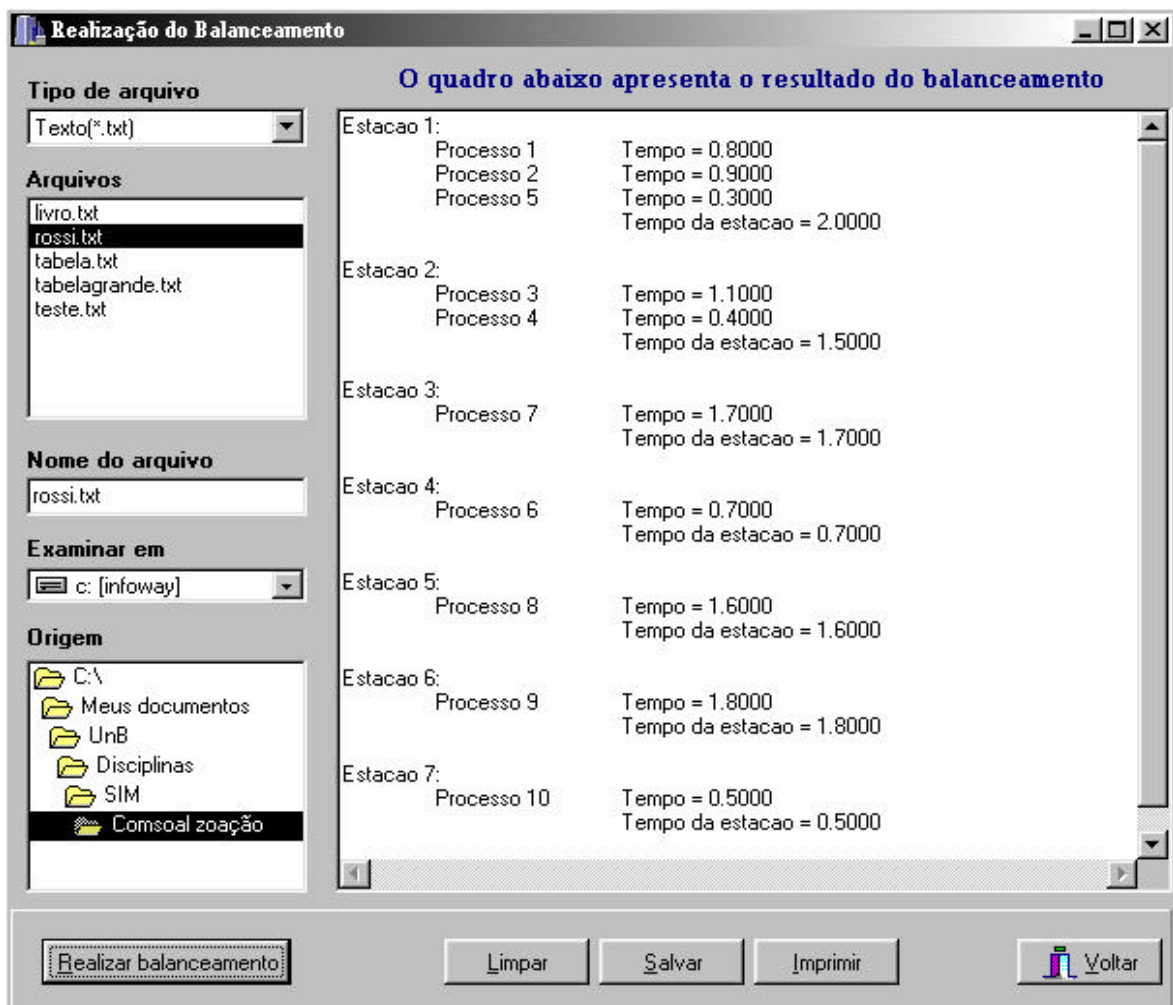 Realização do Balanceamento
Tipo de arquivo
Texto(*.txt)
Arquivos
livro.txt
rossi.txt
tabela.txt
tabelagrande.txt
teste.txt
Nome do arquivo
rossi.txt
Examinar em
c: [infoway]
Origem
C:\
Meus documentos
UnB
Disciplinas
SIM
Comsoal zoação
O quadro abaixo apresenta o resultado do balanceamento
Estacao 1:
Processo 1 Tempo = 0.8000
Processo 2 Tempo = 0.9000
Processo 5 Tempo = 0.3000
Tempo da estacao = 2.0000
Estacao 2:
Processo 3 Tempo = 1.1000
Processo 4 Tempo = 0.4000
Tempo da estacao = 1.5000
Estacao 3:
Processo 7 Tempo = 1.7000
Tempo da estacao = 1.7000
Estacao 4:
Processo 6 Tempo = 0.7000
Tempo da estacao = 0.7000
Estacao 5:
Processo 8 Tempo = 1.6000
Tempo da estacao = 1.6000
Estacao 6:
Processo 9 Tempo = 1.8000
Tempo da estacao = 1.8000
Estacao 7:
Processo 10 Tempo = 0.5000
Tempo da estacao = 0.5000
Realizar balanceamento Limpar Salvar Imprimir Voltar